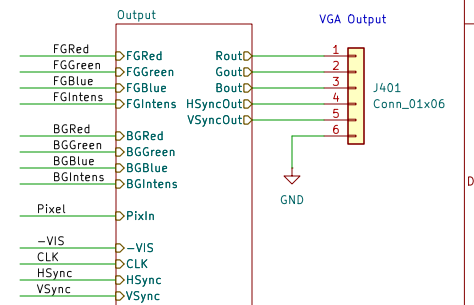 Output
VGA Output
FGRed
FGGreen
FGBlue
FGIntens
BGRed
BGGreen
BGBlue
BGIntens
Pixel
-VIS
CLK
HSync
VSync
FGRed
FGGreen
FGBlue
FGIntens
BGRed
BGGreen
BGBlue
BGIntens
PixIn
-VIS
CLK
HSync
VSync
Rout
Gout
Bout
HSyncOut
VSyncOut
1
2
3
4
5
6
J401
Conn_01x06
GND
D